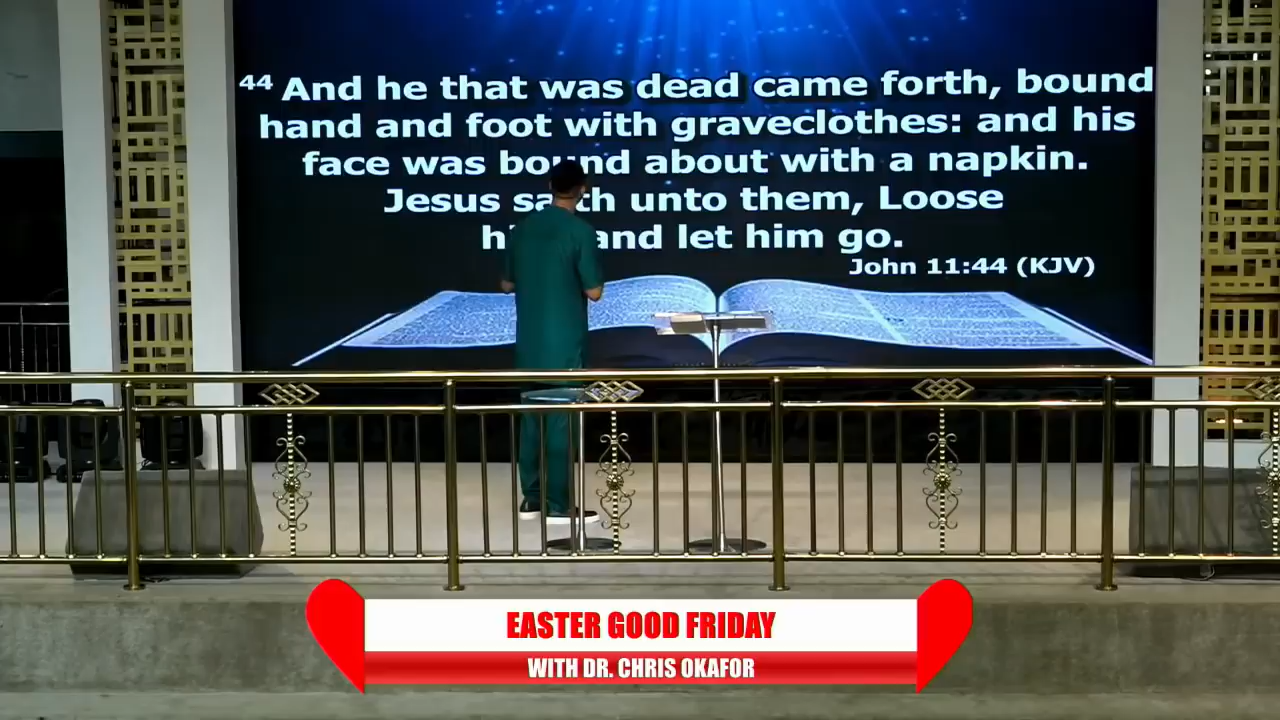 44 And he that was dead came forth, bound
hand and foot with graveclothes: and his
face was bound about with a napkin.
Jesus saith unto them, Loose
and let him go.
John 11:44 (KJV)
EASTER GOOD FRIDAY
WITH DR. CHRIS OKAFOR